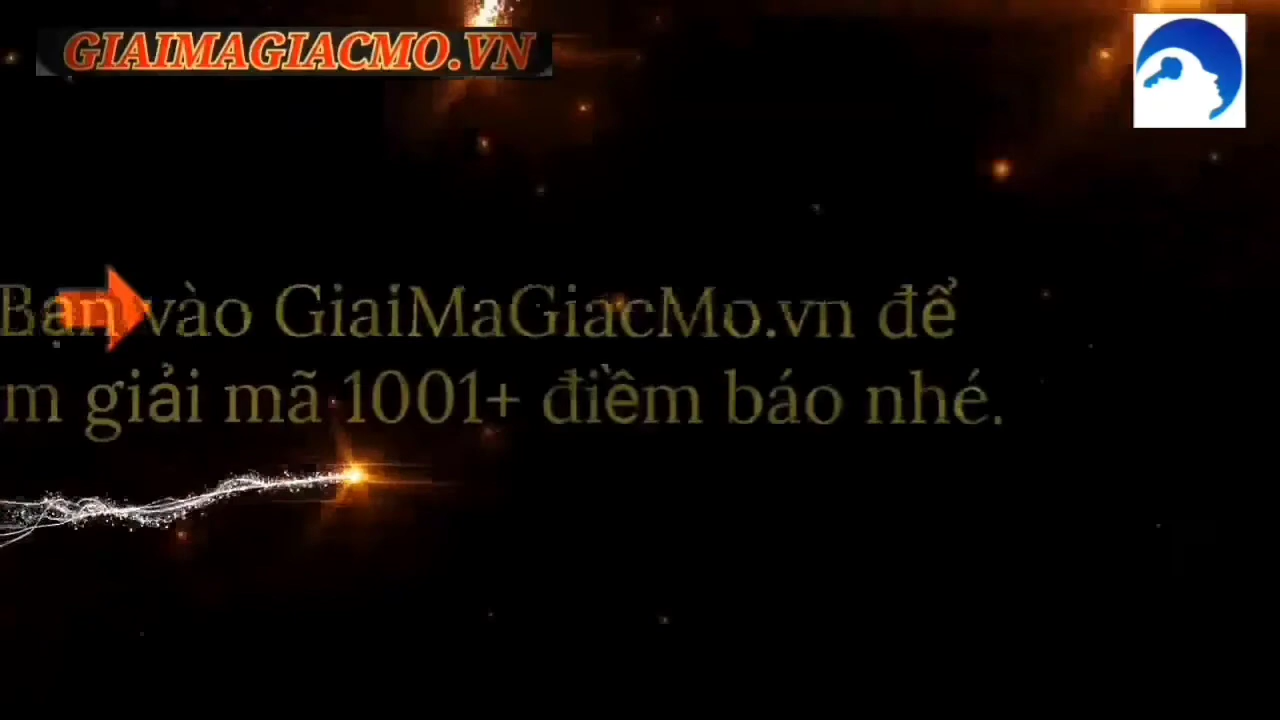 GIAIMAGIACMO.VN
Bạn vào GiaiMaGiacMo.vn để
m giải mã 1001+ điềm báo nhé.